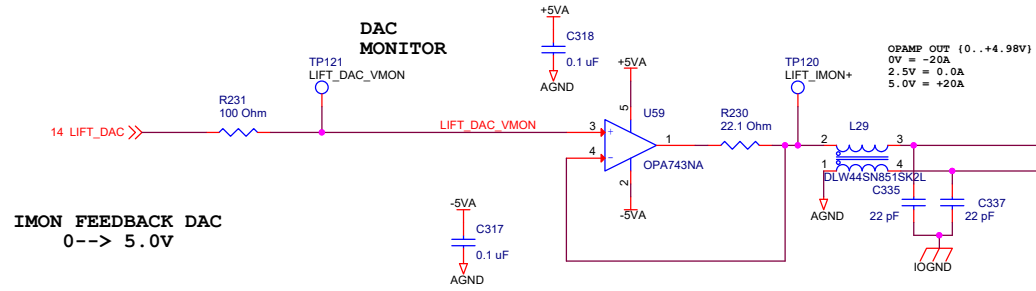 +5VA
DAC
MONITOR
C318
0.1 uF
AGND
TP121
LIFT_DAC_VMON
+5VA
TP120
LIFT_IMON+
OPAMP OUT {0..+4.98V}
0V = -20A
2.5V = 0.0A
5.0V = +20A
R231
100 Ohm
5
U59
R230
22.1 Ohm
L29
14 LIFT_DAC
LIFT_DAC_VMON
3
+
4
-
1
OPA743NA
2
-5VA
2
3
1
4
DLW44SN851SK2L
AGND
C335
22 pF
C337
22 pF
IOGND
IMON FEEDBACK DAC
0--> 5.0V
-5VA
C317
0.1 uF
AGND